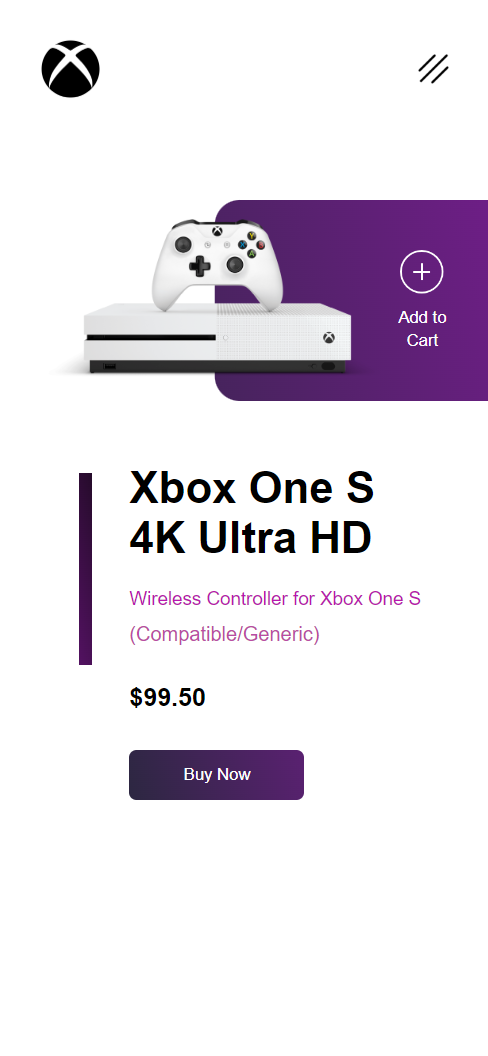 Add to
Cart
Xbox One S
4K Ultra HD
Wireless Controller for Xbox One S
(Compatible/Generic)
$99.50
Buy Now